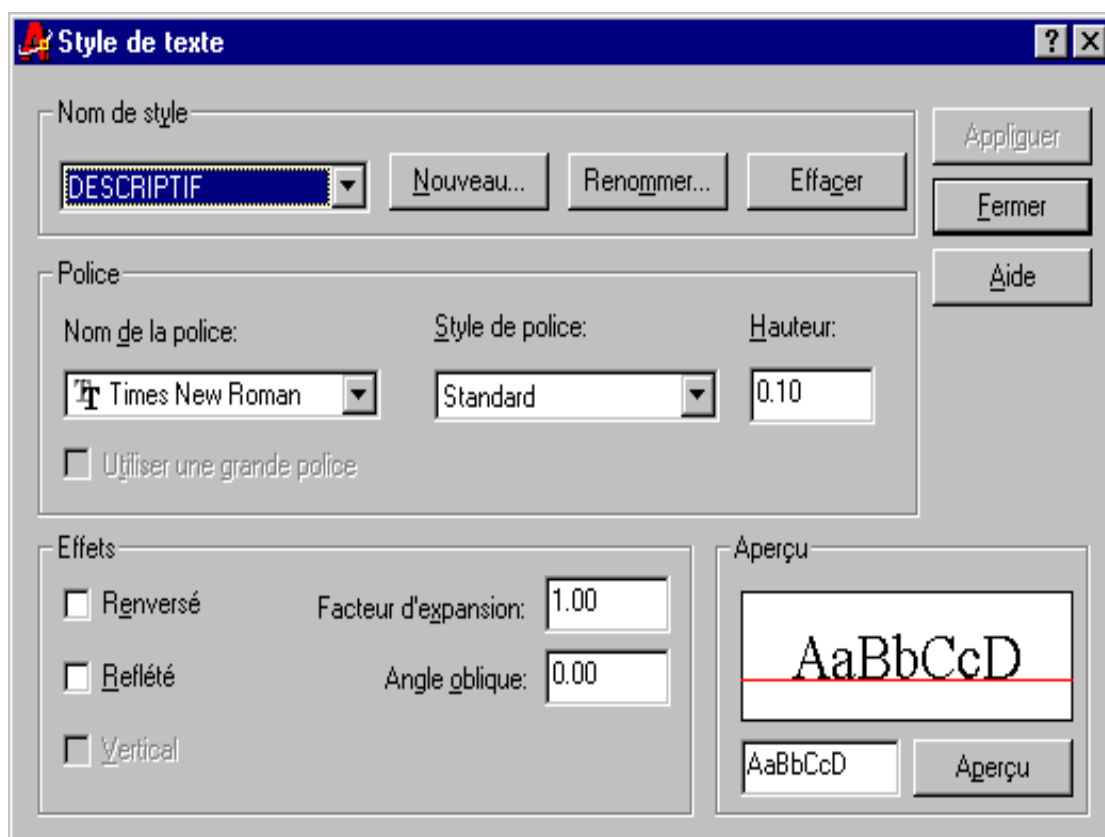 Style de texte
Nom de style
DESCRIPTIF
Nouveau...
Renommer...
Effacer
Appliguer
Fermer
Aide
Police
Nom de la police:
Style de police:
Hauteur:
Times New Roman
Standard
0.10
Utiliser une grande police
Effets
Renversé
Facteur d'expansion:
1.00
Reflété
Angle oblique:
0.00
Vertical
Aperçu
AaBbCcD
AaBbCcD
Aperçu